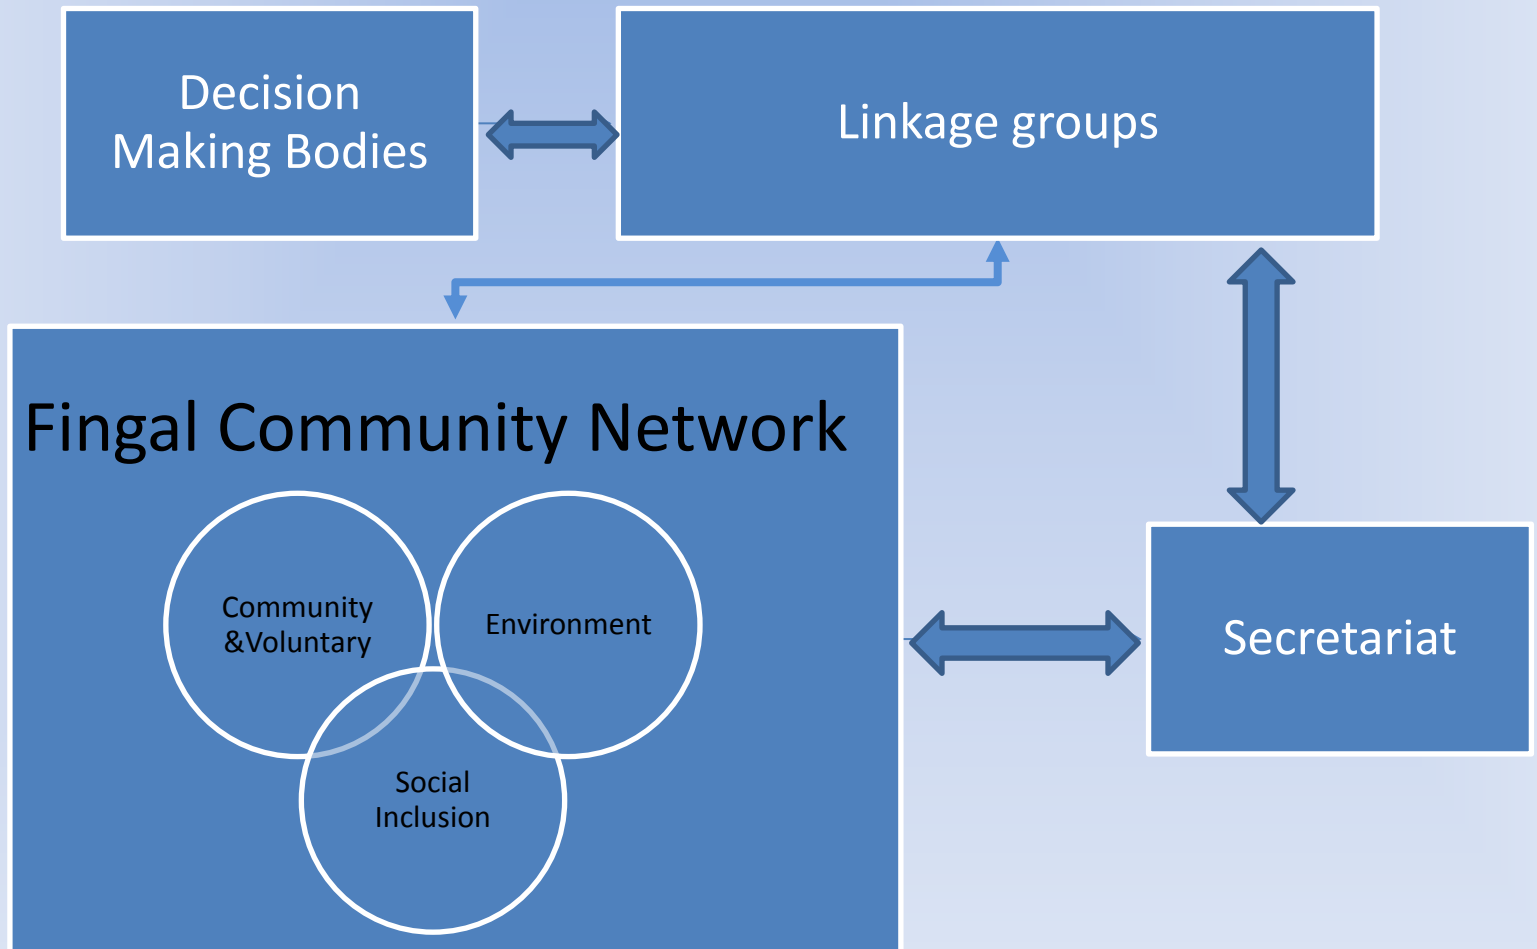 Decision
Making Bodies
Linkage groups
Fingal Community Network
Community
&Voluntary
Environment
Social
Inclusion
Secretariat